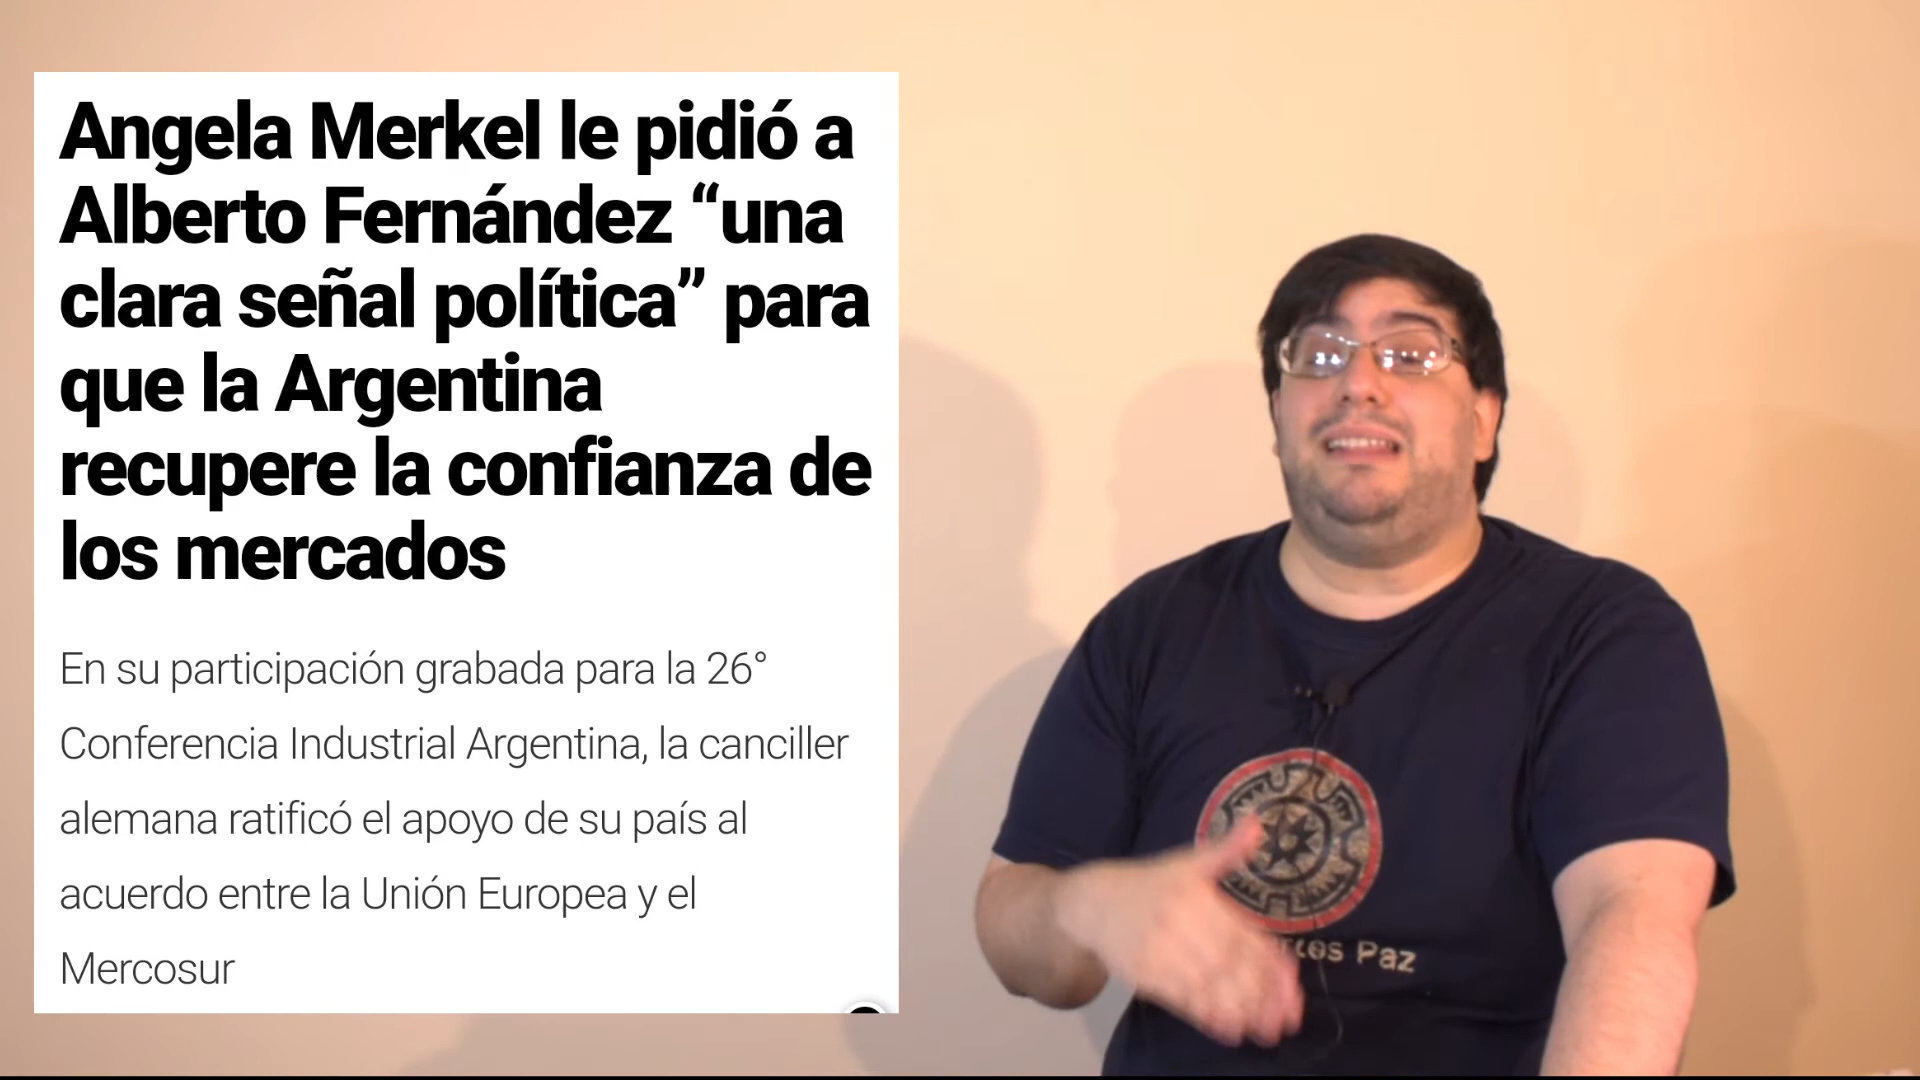 Angela Merkel le pidió a
Alberto Fernández “una
clara señal política” para
que la Argentina
recupere la confianza de
los mercados
En su participación grabada para la 26°
Conferencia Industrial Argentina, la canciller
alemana ratificó el apoyo de su país al
acuerdo entre la Unión Europea y el
Mercosur
Paz